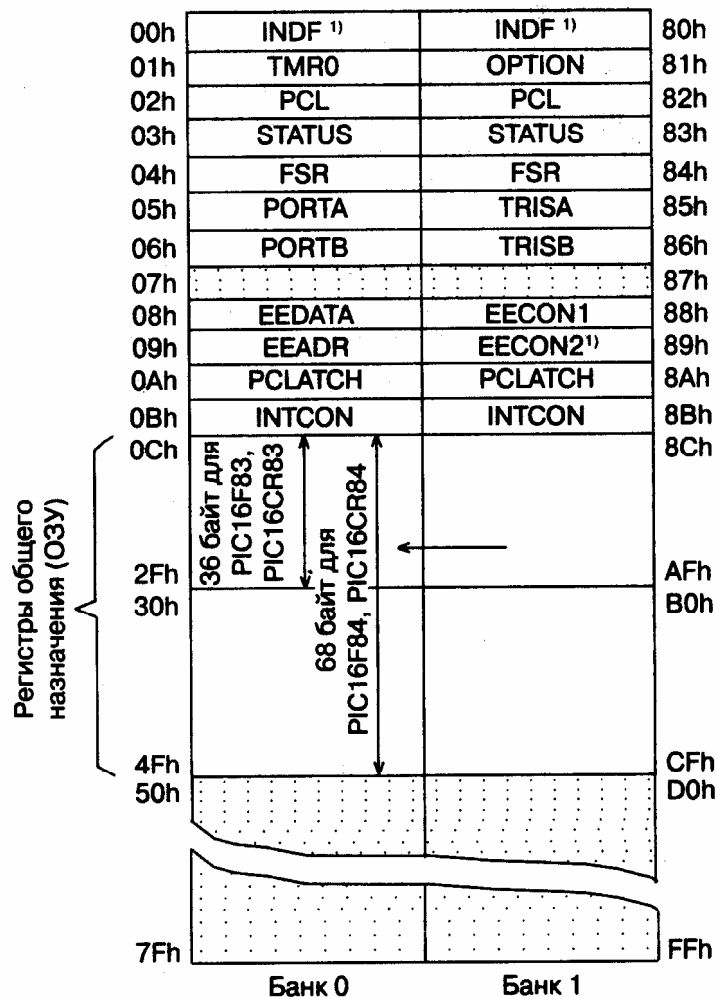 00h INDF 1) INDF 1) 80h
01h TMR0 OPTION 81h
02h PCL PCL 82h
03h STATUS STATUS 83h
04h FSR FSR 84h
05h PORTA TRISA 85h
06h PORTB TRISB 86h
07h 87h
08h EEDATA EECON1 88h
09h EEADR EECON2 1) 89h
0Ah PCLATCH PCLATCH 8Ah
0Bh INTCON INTCON 8Bh
0Ch 8Ch
Регистры общего
назначения (ОЗУ)
36 байт для
PIC16F83,
PIC16CR83
68 байт для
PIC16F84, PIC16CR84
2Fh AFh
30h B0h
4Fh CFh
50h D0h
7Fh FFh
Банк 0 Банк 1